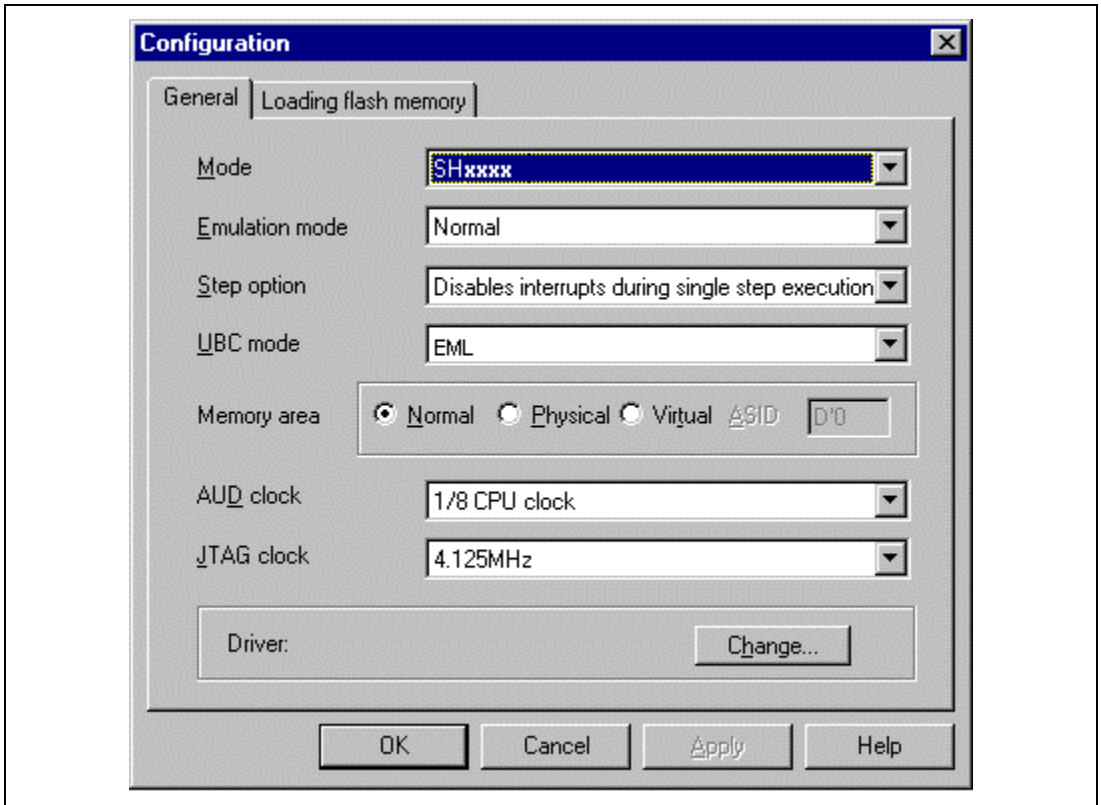 Configuration
General Loading flash memory
Mode SHxxxx
Emulation mode Normal
Step option Disables interrupts during single step execution
UBC mode EML
Memory area Normal Physical Virtual ASID D'0
AUD clock 1/8 CPU clock
JTAG clock 4.125MHz
Driver: Change...
OK Cancel Apply Help